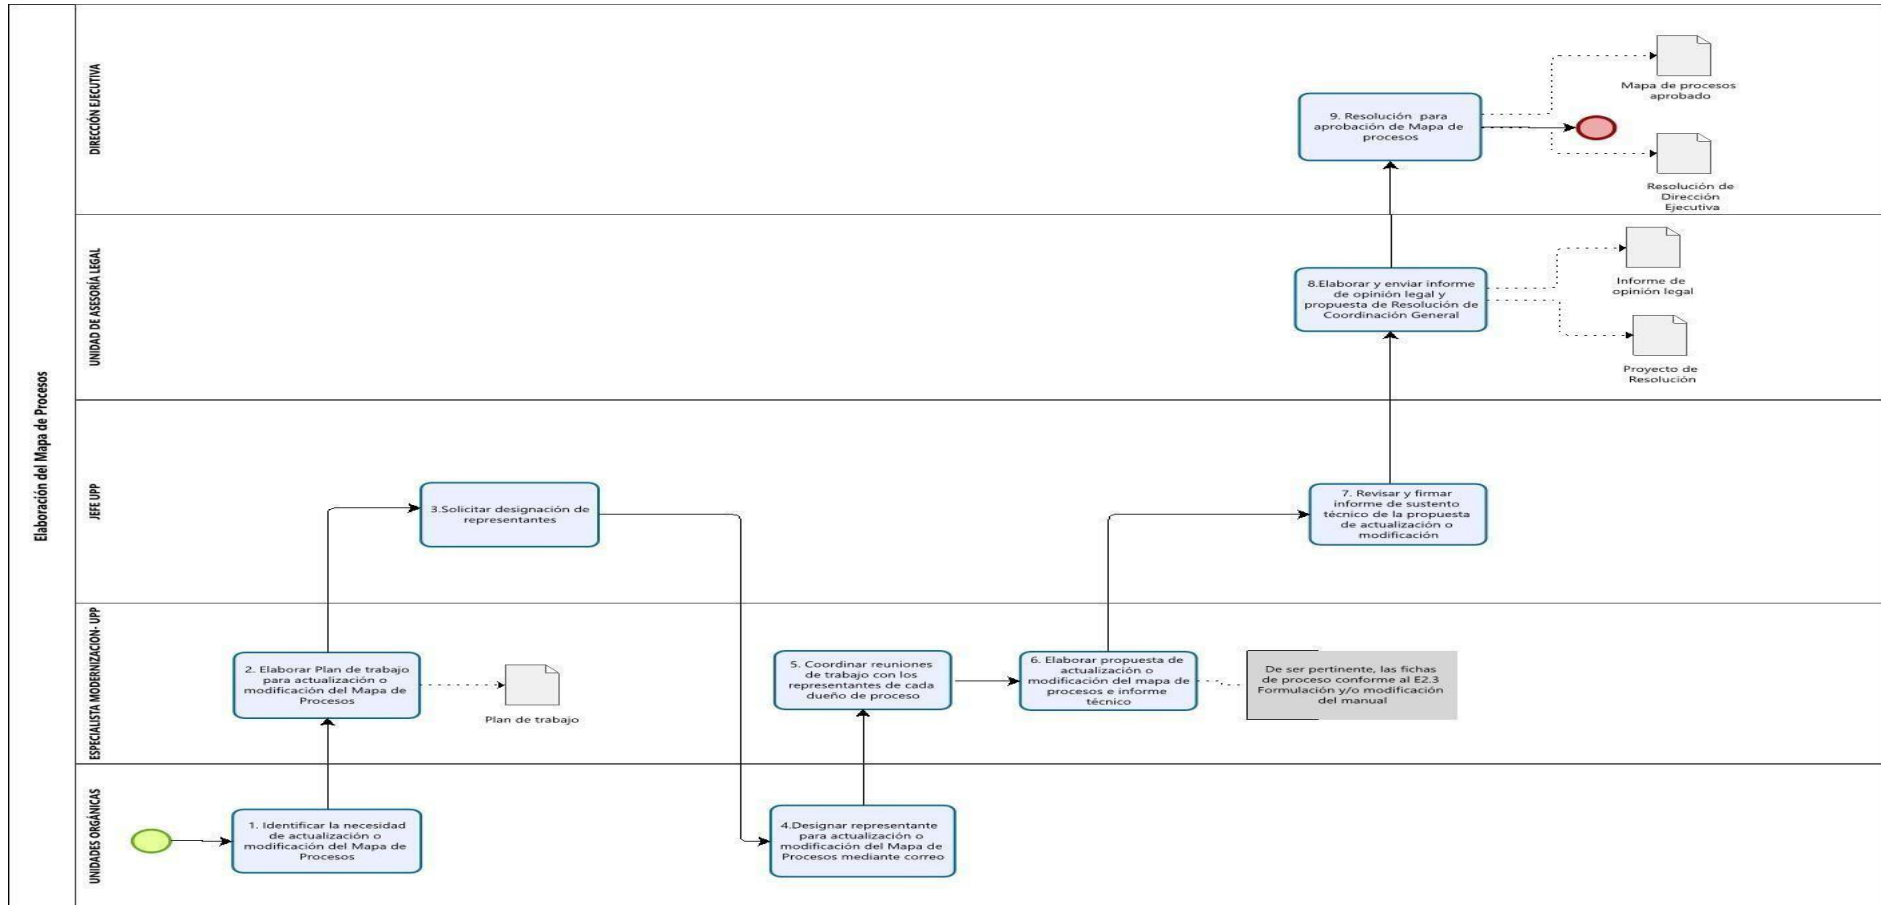 Elaboración del Mapa de Procesos
DIRECCIÓN EJECUTIVA
9. Resolución para
aprobación de Mapa de
procesos
Mapa de procesos
aprobado
Resolución de
Dirección
Ejecutiva
UNIDAD DE ASESORÍA LEGAL
8.Elaborar y enviar informe
de opinión legal y
propuesta de Resolución de
Coordinación General
Informe de
opinión legal
Proyecto de
Resolución
JEFE UPP
3.Solicitar designación de
representantes
7. Revisar y firmar
informe de sustento
técnico de la propuesta
de actualización o
modificación
ESPECIALISTA MODERNIZACION- UPP
2. Elaborar Plan de trabajo
para actualización o
modificación del Mapa de
Procesos
Plan de trabajo
5. Coordinar reuniones
de trabajo con los
representantes de cada
dueño de proceso
6. Elaborar propuesta de
actualización o
modificación del mapa de
procesos e informe
técnico
De ser pertinente, las fichas
de proceso conforme al E2.3
Formulación y/o modificación
del manual
UNIDADES ORGÁNICAS
1. Identificar la necesidad
de actualización o
modificación del Mapa de
Procesos
4.Designar representante
para actualización o
modificación del Mapa de
Procesos mediante correo